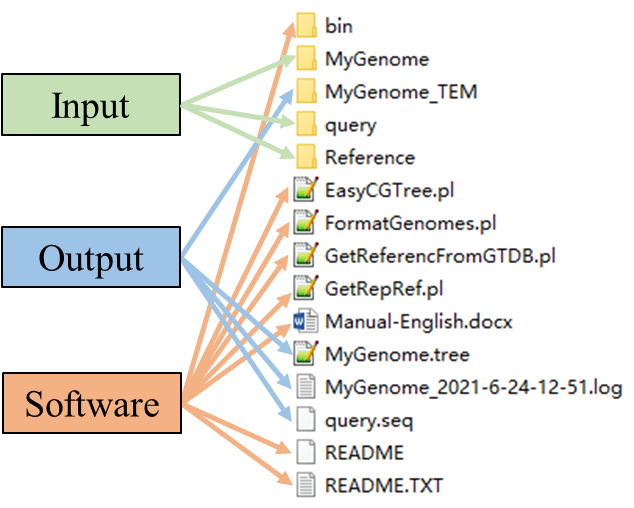 Input
Output
Software
bin
MyGenome
MyGenome_TEM
query
Reference
EasyCGTree.pl
FormatGenomes.pl
GetReferencFromGTDB.pl
GetRepRef.pl
Manual-English.docx
MyGenome.tree
MyGenome_2021-6-24-12-51.log
query.seq
README
README.TXT